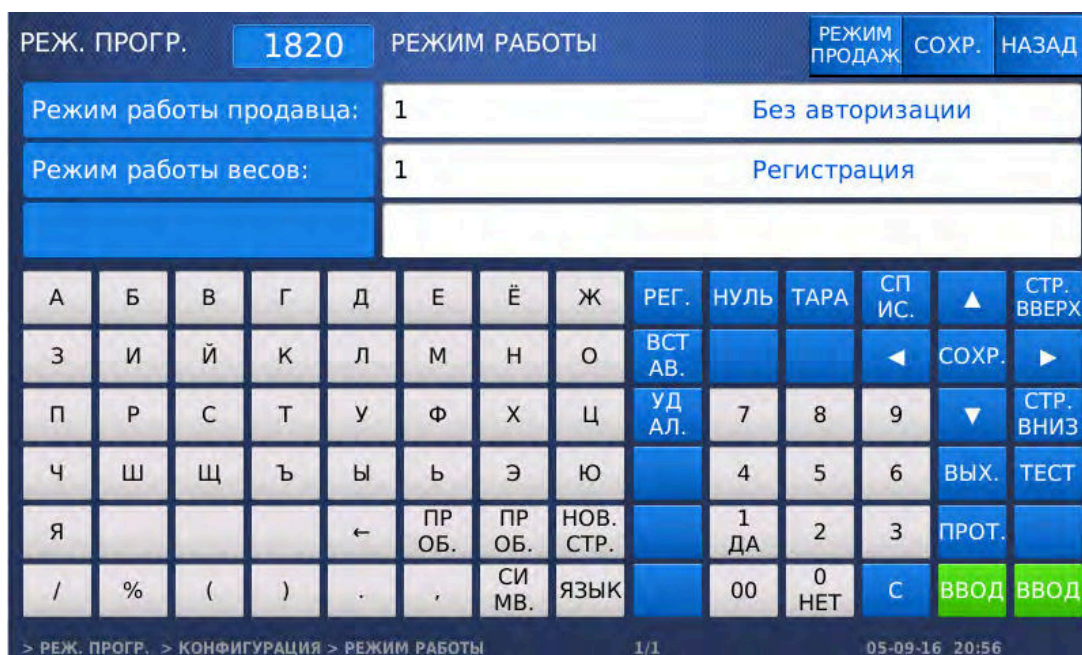 РЕЖ. ПРОГР. 1820 РЕЖИМ РАБОТЫ РЕЖИМ ПРОДАЖ СОХР. НАЗАД
Режим работы продавца: 1 Без авторизации
Режим работы весов: 1 Регистрация
А Б В Г Д Е Ё Ж РЕГ. НУЛЬ ТАРА СП ИС. ▲ СТР. ВВЕРХ
З И Й К Л М Н О ВСТ АВ. ◀ СОХР. ▶
П Р С Т У Ф Х Ц УД АЛ. 7 8 9 ▼ СТР. ВНИЗ
Ч Ш Щ Ъ Ы Ь Э Ю 4 5 6 ВЫХ. ТЕСТ
Я ← ПР ОБ. ПР ОБ. НОВ. СТР. 1 ДА 2 3 ПРОТ.
/ % ( ) . , СИ МВ. ЯЗЫК 00 0 НЕТ С ВВОД ВВОД
> РЕЖ. ПРОГР. > КОНФИГУРАЦИЯ > РЕЖИМ РАБОТЫ 1/1 05-09-16 20:56